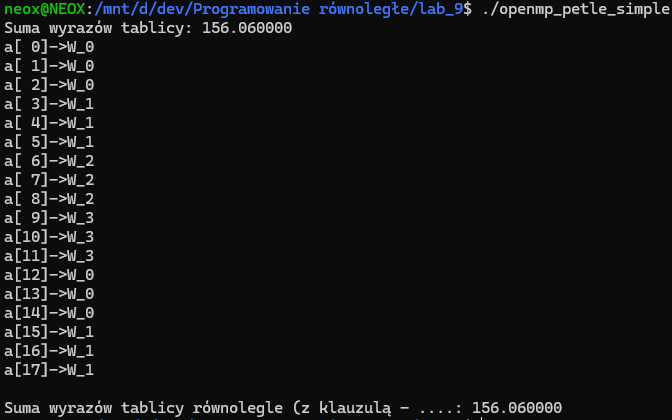 neox@NEOX:/mnt/d/dev/Programowanie równoległe/lab_9$ ./openmp_petle_simple
Suma wyrazów tablicy: 156.060000
a[ 0]->W_0
a[ 1]->W_0
a[ 2]->W_0
a[ 3]->W_1
a[ 4]->W_1
a[ 5]->W_1
a[ 6]->W_2
a[ 7]->W_2
a[ 8]->W_2
a[ 9]->W_3
a[10]->W_3
a[11]->W_3
a[12]->W_0
a[13]->W_0
a[14]->W_0
a[15]->W_1
a[16]->W_1
a[17]->W_1
Suma wyrazów tablicy równolegle (z klauzulą - ....: 156.060000